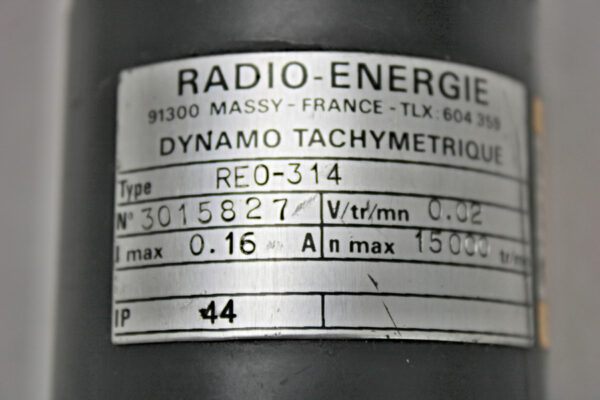 RADIO-ENERGIE
91300 MASSY - FRANCE - TLX: 604 359
DYNAMO TACHYMETRIQUE
Type REO-314
N° 3015827 V/tr/mn 0.02
I max 0.16 A n max 15000 tr/m
IP 44